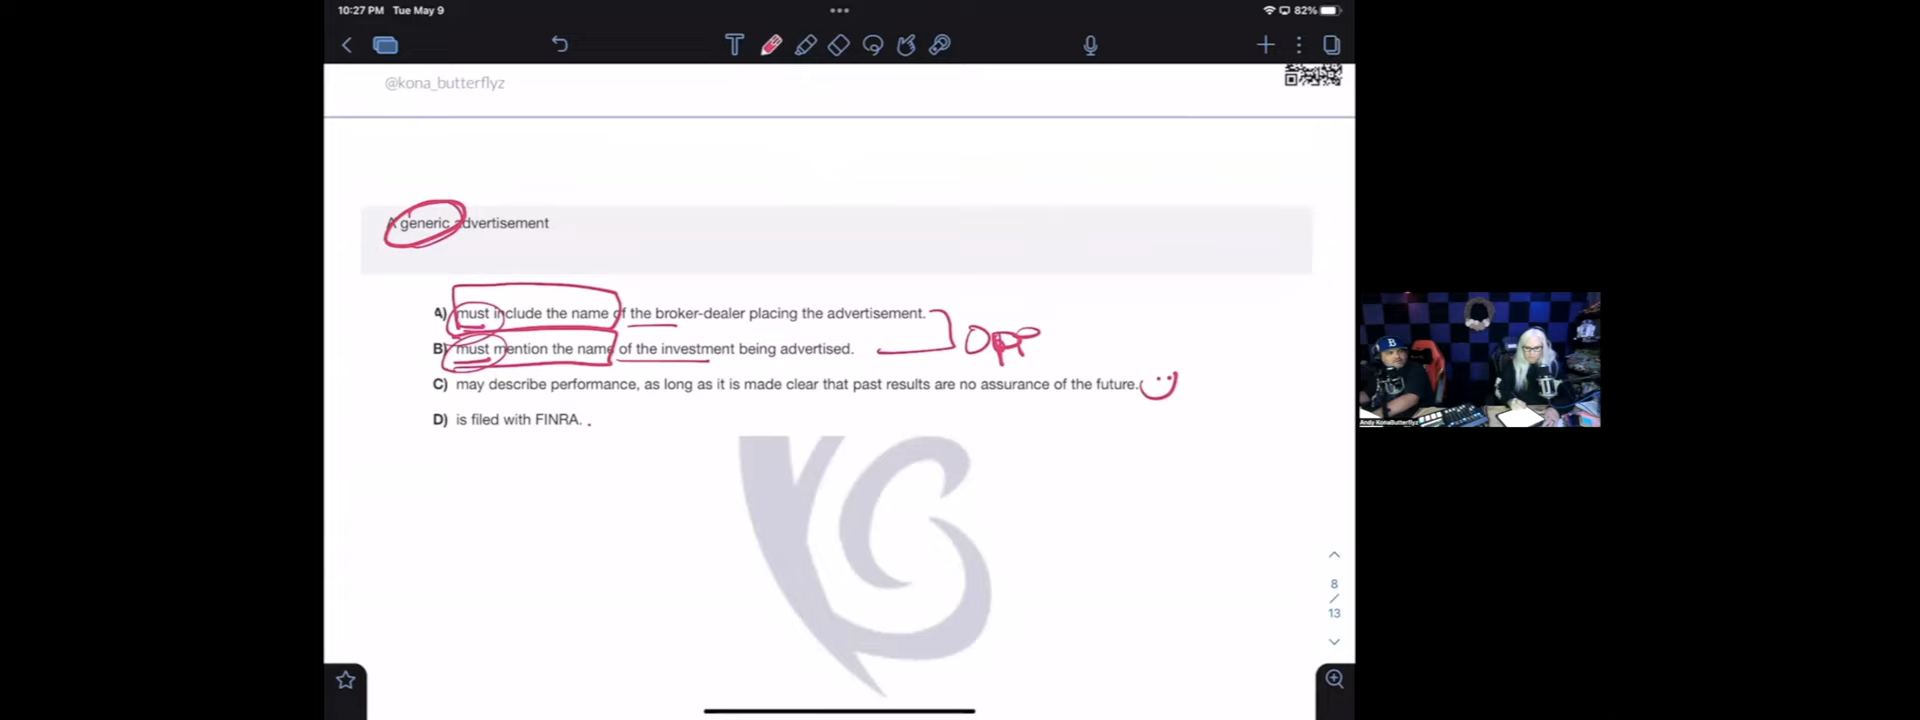 10:27 PM Tue May 9
82%
@kona_butterflyz
A generic advertisement
A) must include the name of the broker-dealer placing the advertisement.
B) must mention the name of the investment being advertised.
OPP
C) may describe performance, as long as it is made clear that past results are no assurance of the future.
D) is filed with FINRA.
8
/
13
Andy KonaButterflyz